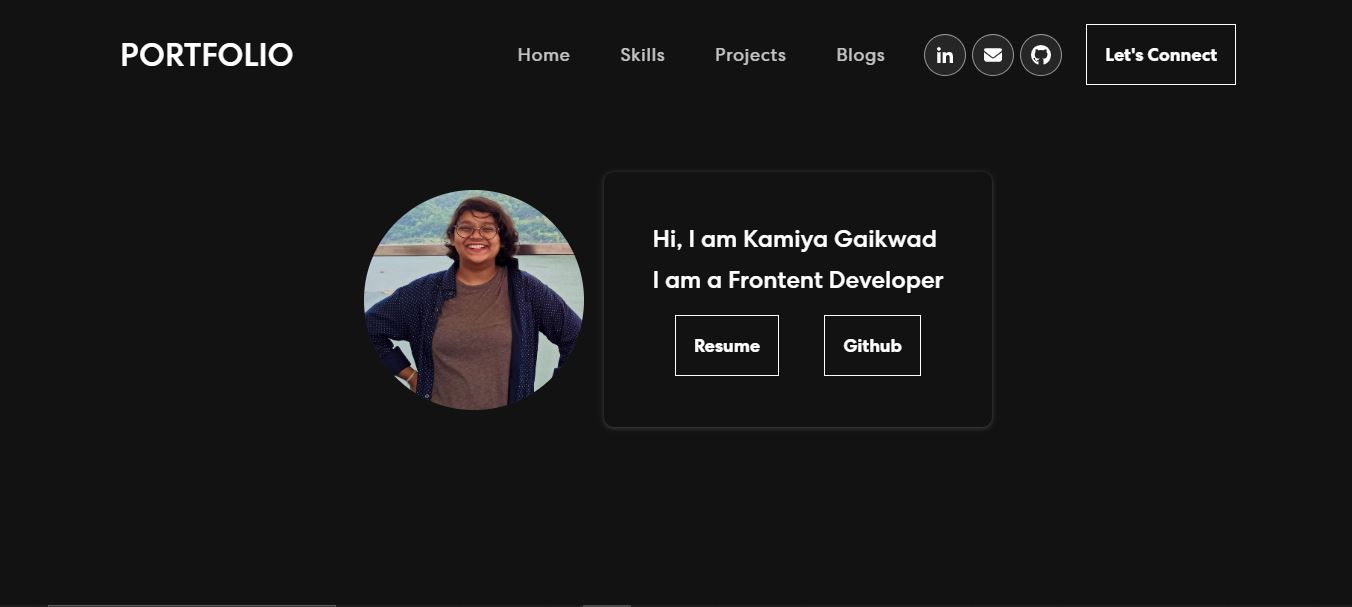 PORTFOLIO
Home Skills Projects Blogs in Let's Connect
Hi, I am Kamiya Gaikwad
I am a Frontent Developer
Resume Github